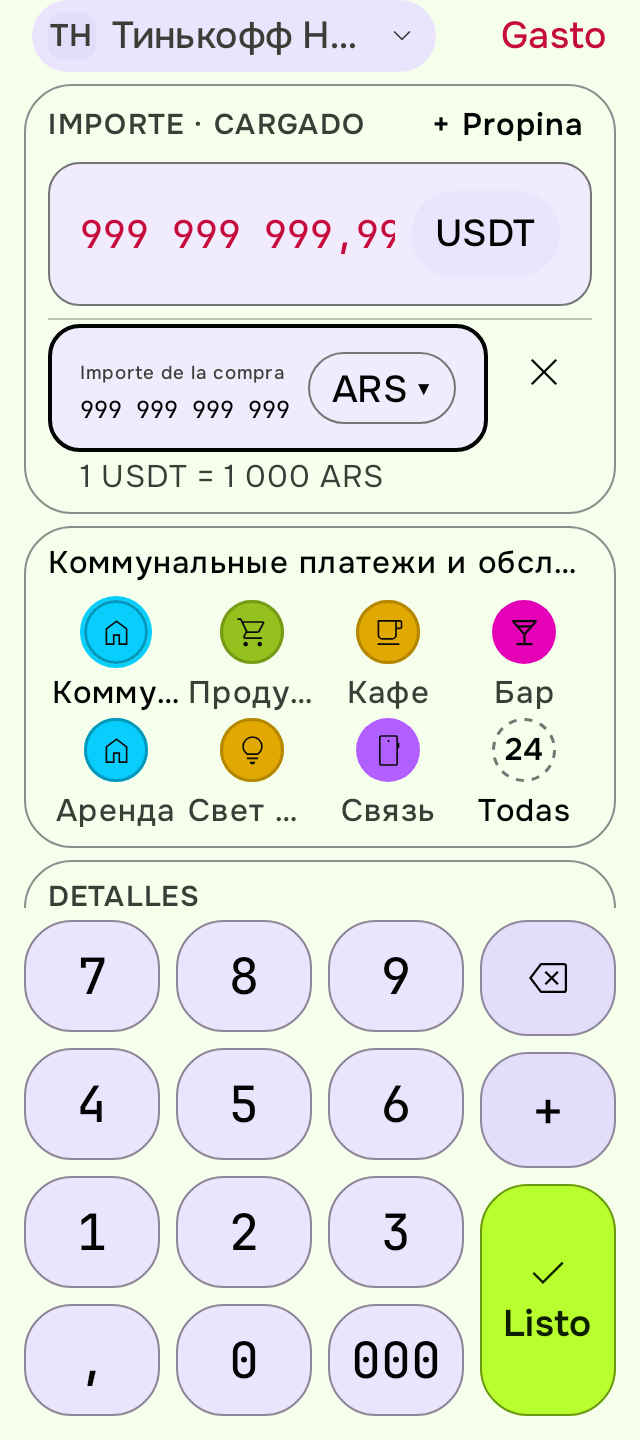 ТН Тинькофф Н... Gasto
IMPORTE · CARGADO + Propina
999 999 999,99 USDT
Importe de la compra
999 999 999 999 ARS ▾
1 USDT = 1 000 ARS
Коммунальные платежи и обсл...
Комму... Проду... Кафе Бар
24
Аренда Свет ... Связь Todas
DETALLES
7 8 9
4 5 6 +
1 2 3
Listo
, 0 000